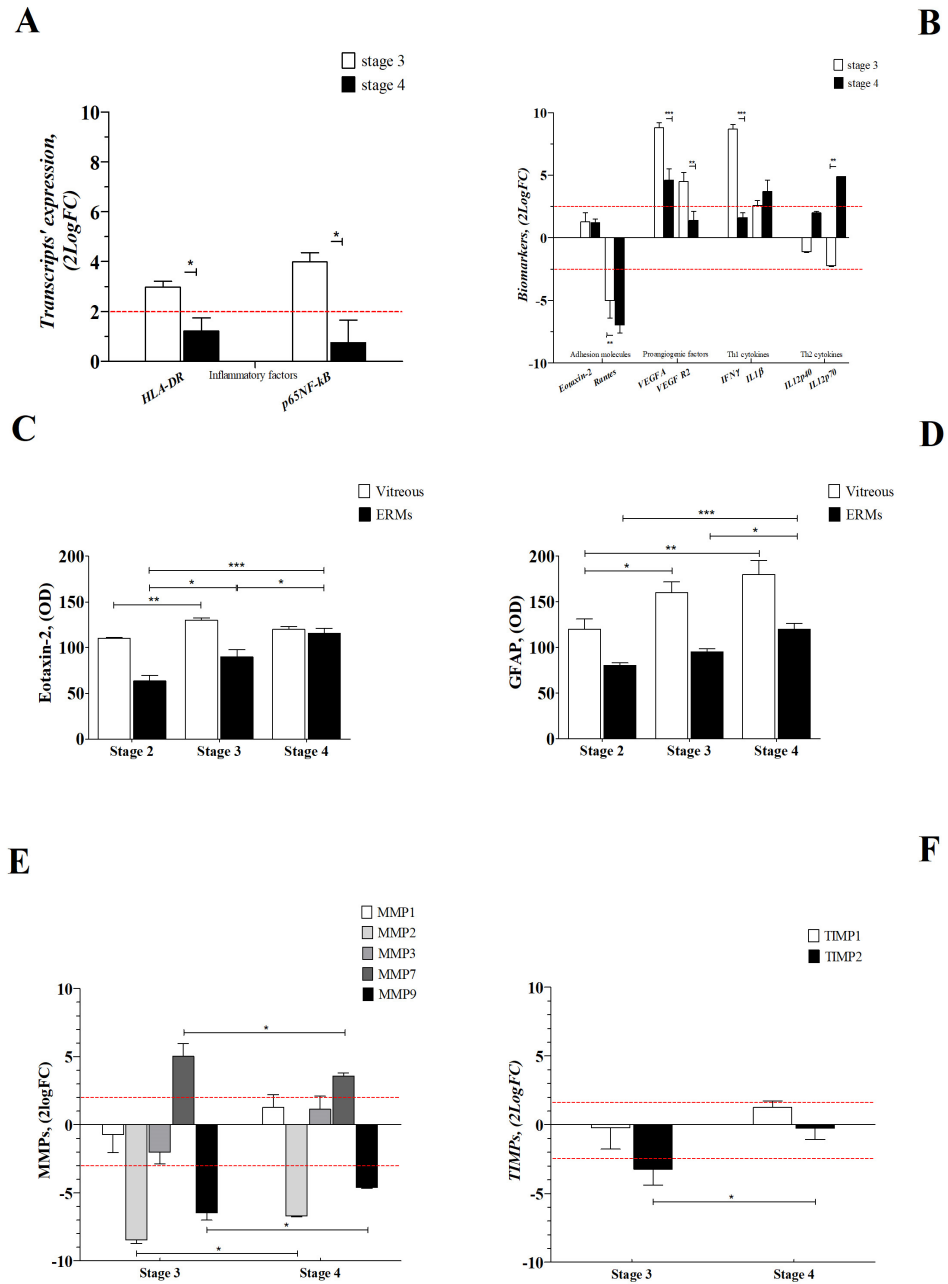 A
stage 3
stage 4
Transcripts' expression,
(2LogFC)
10
8
6
4
2
0
*
*
HLA-DR
Inflammatory factors
p65NF-kB
B
stage 3
stage 4
Biomarkers, (2LogFC)
10
5
0
-5
-10
***
**
***
**
**
Adhesion molecules
Proangiogenic factors
Th1 cytokines
Th2 cytokines
Eotaxin-2
Rantes
VEGFA
VEGF R2
IFNγ
IL1β
IL12p40
IL12p70
C
Vitreous
ERMs
Eotaxin-2, (OD)
200
150
100
50
0
***
*
*
**
Stage 2
Stage 3
Stage 4
D
Vitreous
ERMs
GFAP, (OD)
200
150
100
50
0
***
*
**
*
Stage 2
Stage 3
Stage 4
E
MMP1
MMP2
MMP3
MMP7
MMP9
MMPs, (2logFC)
10
5
0
-5
-10
*
*
*
Stage 3
Stage 4
F
TIMP1
TIMP2
TIMPs, (2LogFC)
10
5
0
-5
-10
*
Stage 3
Stage 4